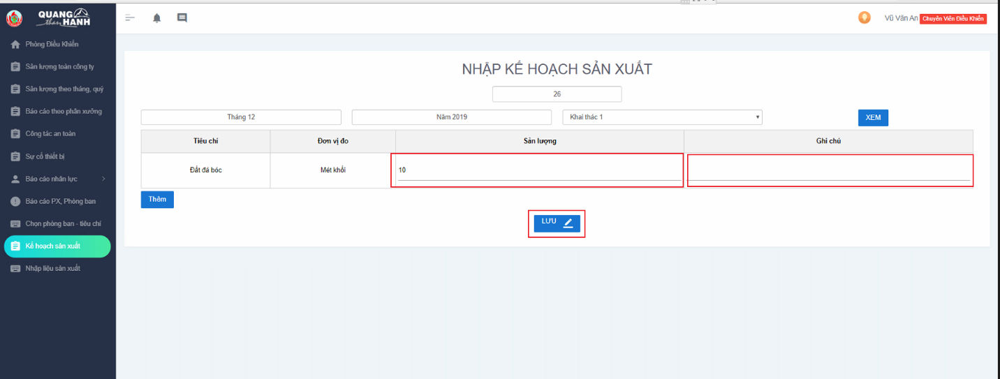 QUANG
than HANH
Vũ Văn An Chuyên Viên Điều Khiển
Phòng Điều Khiển
Sản lượng toàn công ty
Sản lượng theo tháng, quý
Báo cáo theo phân xưởng
Công tác an toàn
Sự cố thiết bị
Báo cáo nhân lực
Báo cáo PX, Phòng ban
Chọn phòng ban - tiêu chí
Kế hoạch sản xuất
Nhập liệu sản xuất
NHẬP KẾ HOẠCH SẢN XUẤT
26
Tháng 12 Năm 2019 Khai thác 1 XEM
Tiêu chí Đơn vị đo Sản lượng Ghi chú
Đất đá bóc Mét khối 10
Thêm
LƯU